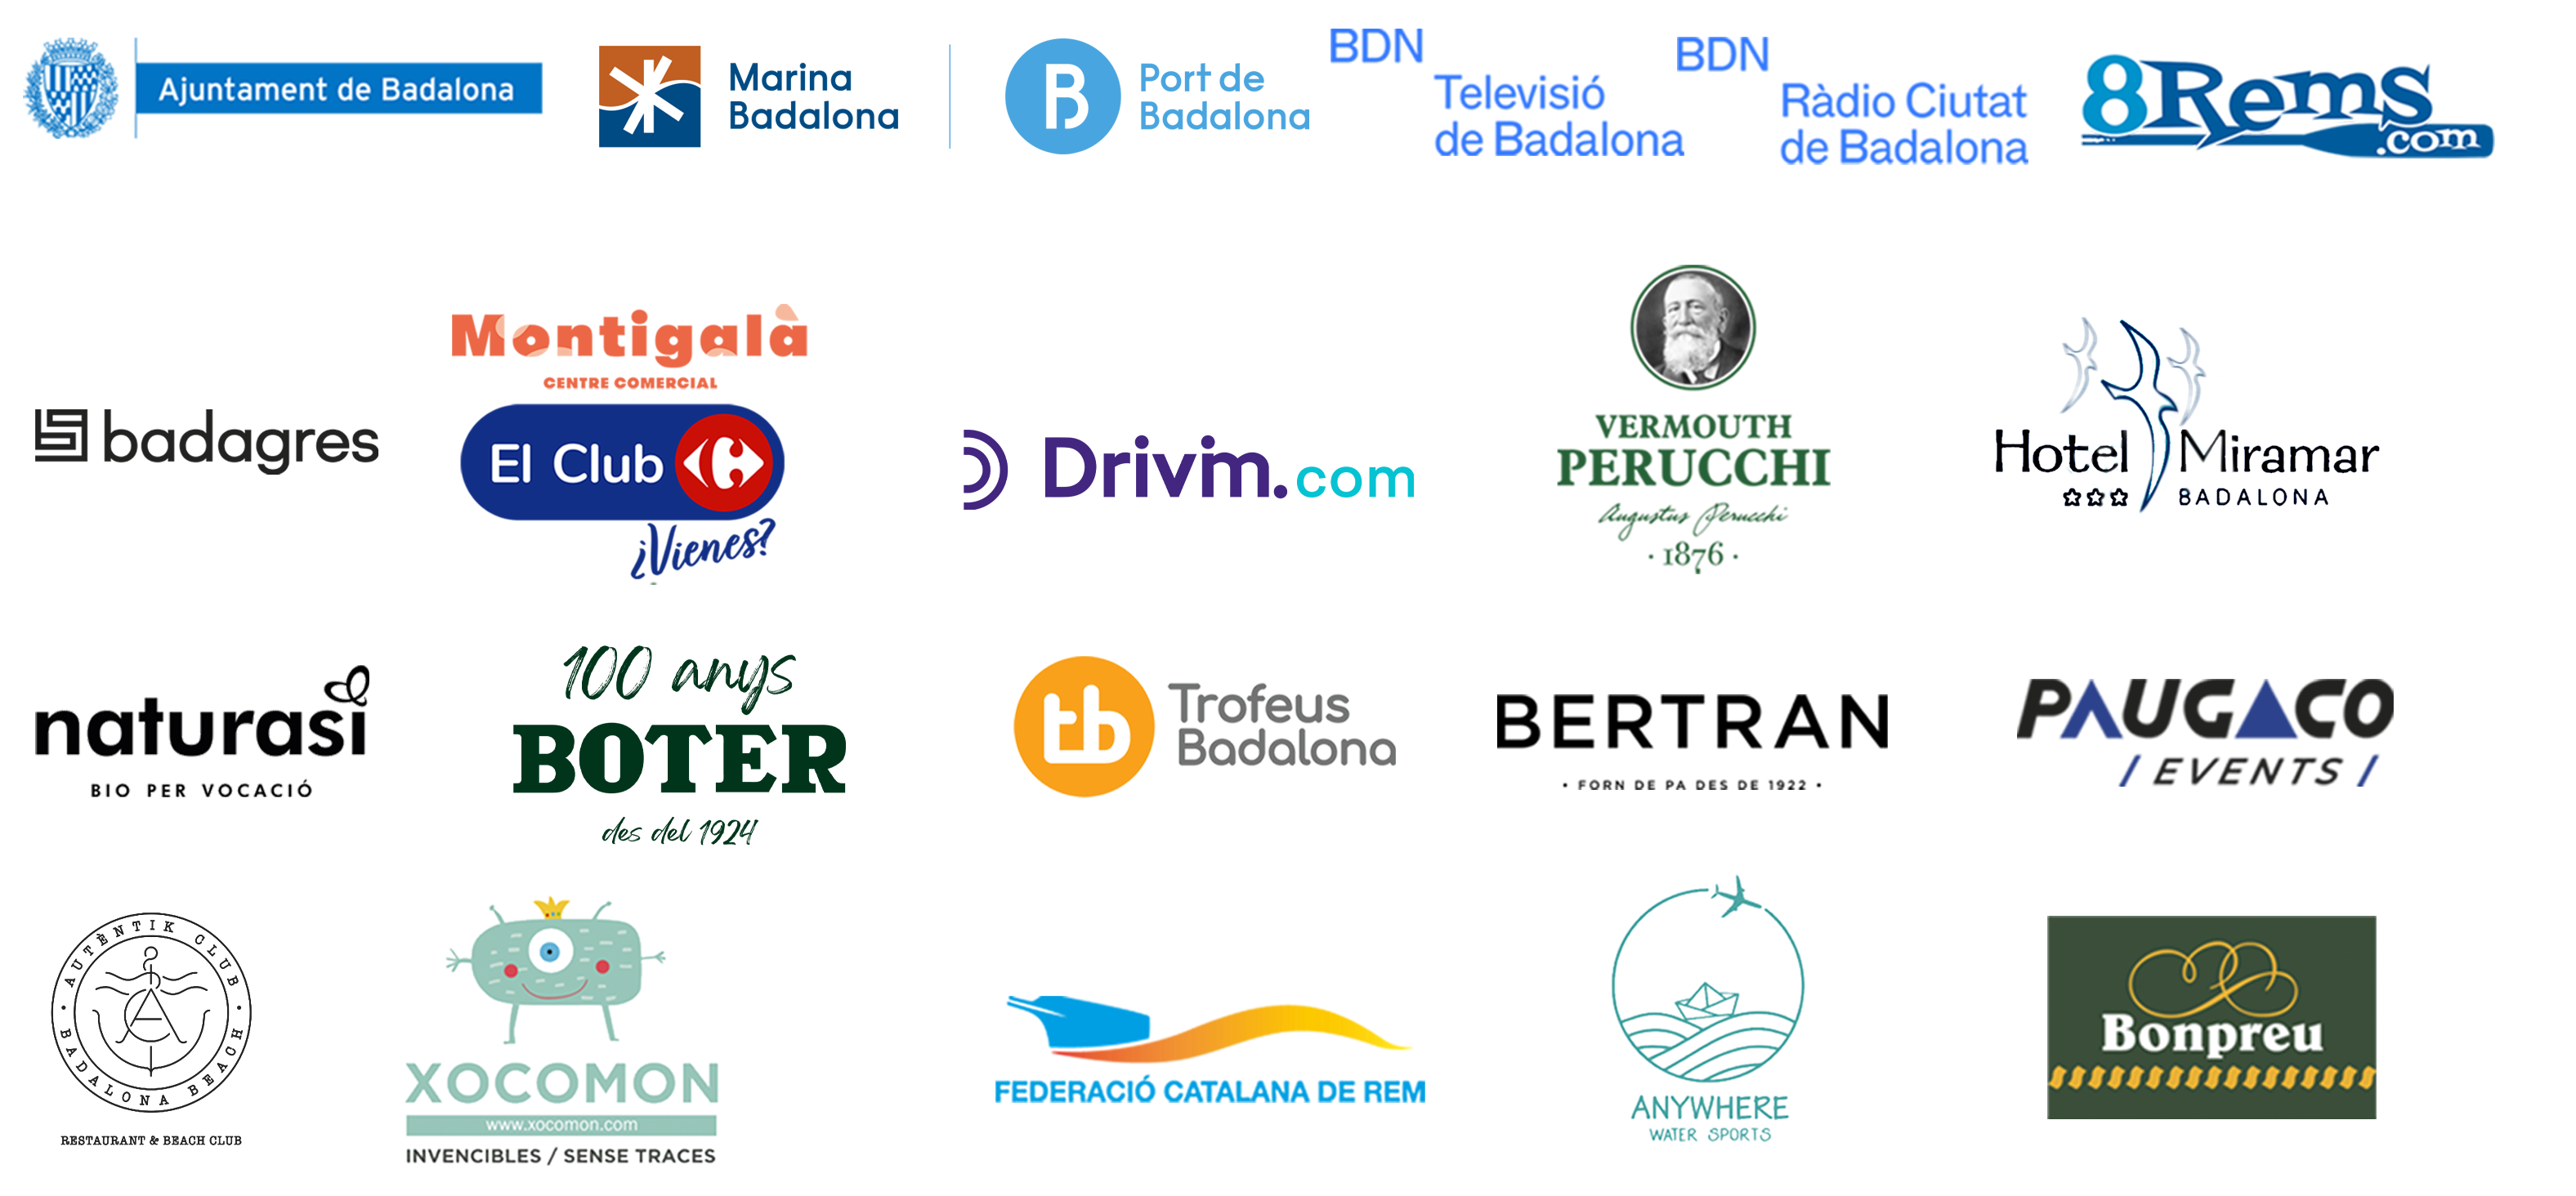 Ajuntament de Badalona
Marina
Badalona
B
Port de
Badalona
BDN
Televisió
de Badalona
BDN
Ràdio Ciutat
de Badalona
8Rems
.com
badagres
Montigalà
CENTRE COMERCIAL
El Club
¿Vienes?
Drivim.com
VERMOUTH
PERUCCHI
Augustus Perucchi
· 1876 ·
Hotel Miramar
BADALONA
naturasi
BIO PER VOCACIÓ
100 anys
BOTER
des del 1924
tb
Trofeus
Badalona
BERTRAN
• FORN DE PA DES DE 1922 •
PAUGACO
/ EVENTS /
AUTÈNTIK CLUB
BADALONA BEACH
RESTAURANT & BEACH CLUB
XOCOMON
www.xocomon.com
INVENCIBLES / SENSE TRACES
FEDERACIÓ CATALANA DE REM
ANYWHERE
WATER SPORTS
Bonpreu